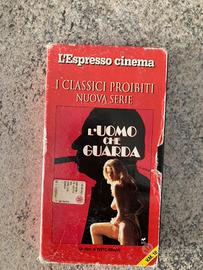 L'Espresso cinema
I CLASSICI PROIBITI
NUOVA SERIE
L'UOMO
CHE
GUARDA